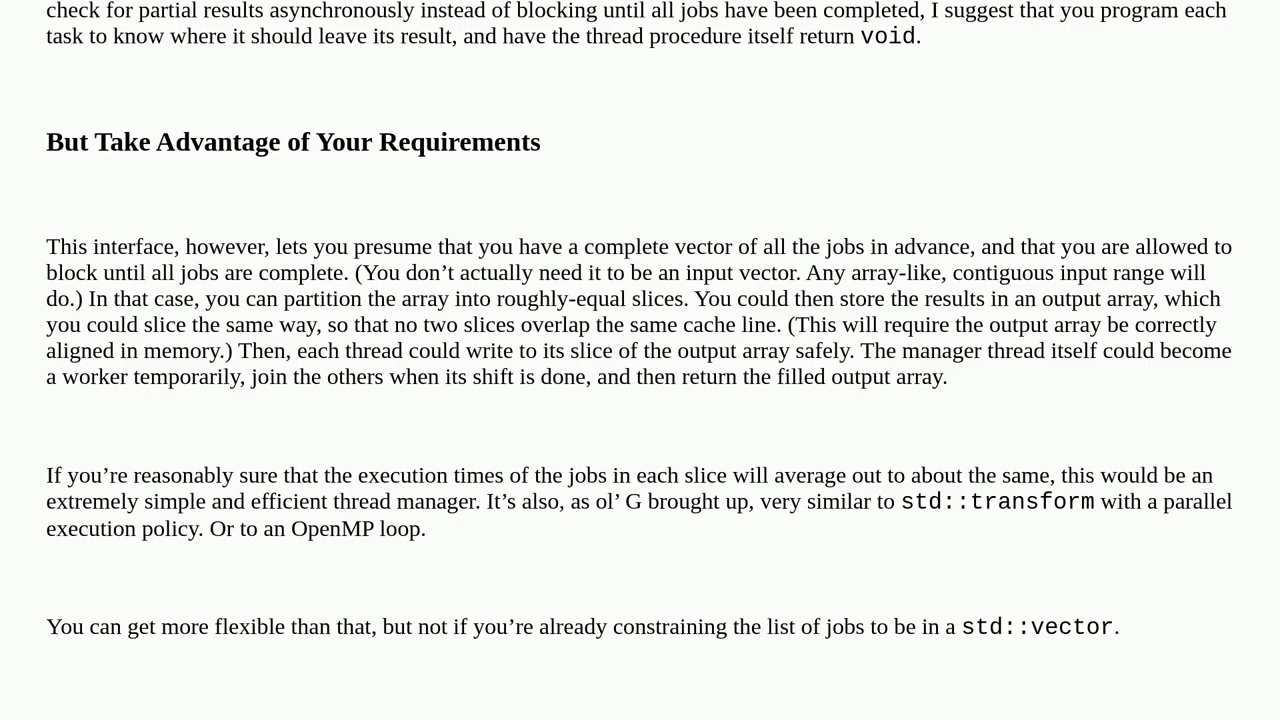 check for partial results asynchronously instead of blocking until all jobs have been completed, I suggest that you program each
task to know where it should leave its result, and have the thread procedure itself return void.
But Take Advantage of Your Requirements
This interface, however, lets you presume that you have a complete vector of all the jobs in advance, and that you are allowed to
block until all jobs are complete. (You don’t actually need it to be an input vector. Any array-like, contiguous input range will
do.) In that case, you can partition the array into roughly-equal slices. You could then store the results in an output array, which
you could slice the same way, so that no two slices overlap the same cache line. (This will require the output array be correctly
aligned in memory.) Then, each thread could write to its slice of the output array safely. The manager thread itself could become
a worker temporarily, join the others when its shift is done, and then return the filled output array.
If you’re reasonably sure that the execution times of the jobs in each slice will average out to about the same, this would be an
extremely simple and efficient thread manager. It’s also, as ol’ G brought up, very similar to std::transform with a parallel
execution policy. Or to an OpenMP loop.
You can get more flexible than that, but not if you’re already constraining the list of jobs to be in a std::vector.